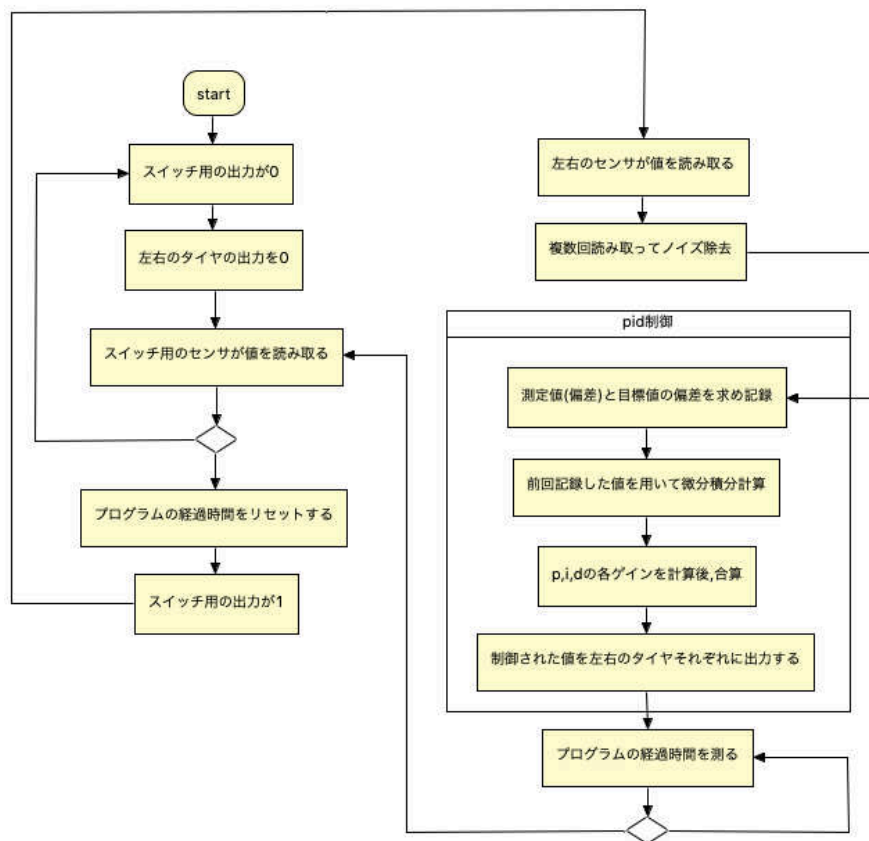 start
スイッチ用の出力が0
左右のタイヤの出力を0
スイッチ用のセンサが値を読み取る
プログラムの経過時間をリセットする
スイッチ用の出力が1
左右のセンサが値を読み取る
複数回読み取ってノイズ除去
pid制御
測定値(偏差)と目標値の偏差を求め記録
前回記録した値を用いて微分積分計算
p,i,dの各ゲインを計算後,合算
制御された値を左右のタイヤそれぞれに出力する
プログラムの経過時間を測る